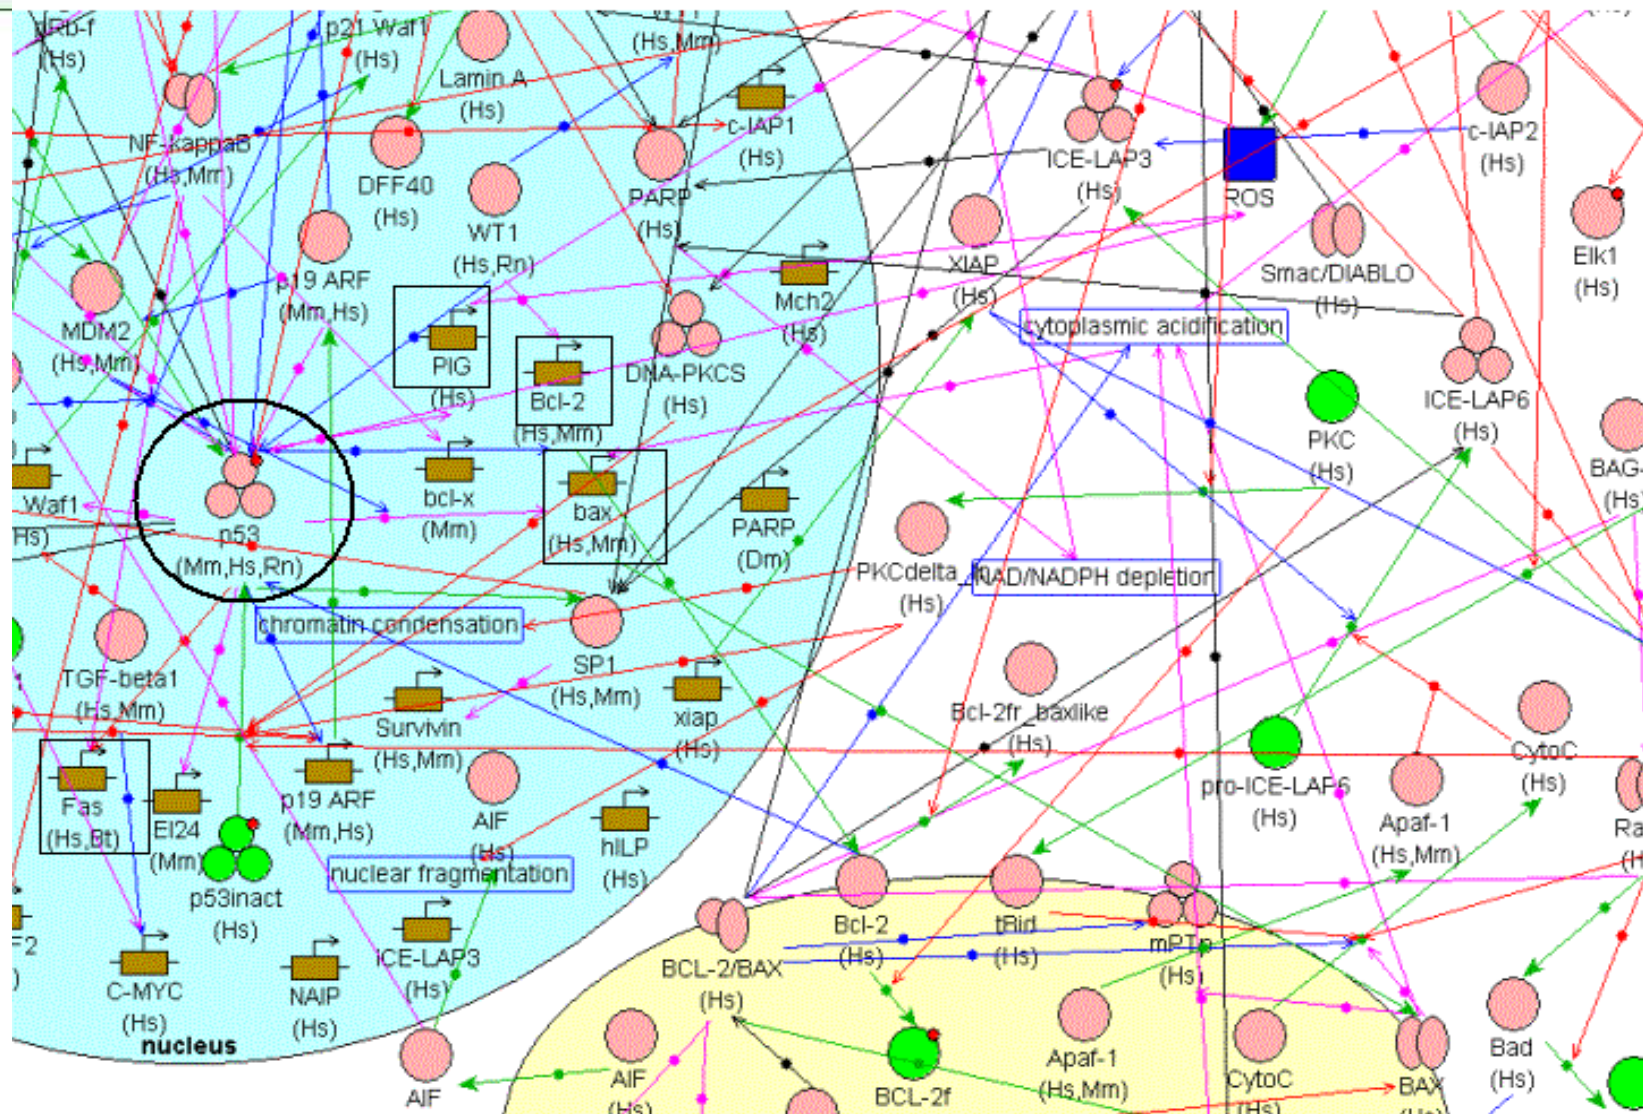 pRb-f
(Hs)
p21 Waf1
(Hs)
Lamin A
(Hs)
(Hs,Mm)
c-IAP1
(Hs)
NF-kappaB
(Hs,Mm)
DFF40
(Hs)
WT1
(Hs,Rn)
PARP
(Hs)
ICE-LAP3
(Hs)
ROS
c-IAP2
(Hs)
Elk1
(Hs)
XIAP
(Hs)
Smac/DIABLO
(Hs)
MDM2
(Hs,Mm)
p19 ARF
(Mm,Hs)
Mch2
(Hs)
cytoplasmic acidification
PIG
(Hs)
Bcl-2
(Hs,Mm)
DNA-PKCS
(Hs)
ICE-LAP6
(Hs)
PKC
(Hs)
BAG-
(Hs)
Waf1
Hs)
p53
(Mm,Hs,Rn)
bcl-x
(Mm)
bax
(Hs,Mm)
PARP
(Dm)
PKCdelta
(Hs)
NAD/NADPH depletion
chromatin condensation
TGF-beta1
(Hs,Mm)
SP1
(Hs,Mm)
Survivin
(Hs,Mm)
xiap
(Hs)
Bcl-2fr_baxlike
(Hs)
pro-ICE-LAP6
(Hs)
CytoC
(Hs)
Apaf-1
(Hs,Mm)
Ra
(H
Fas
(Hs,Bt)
EI24
(Mm)
p19 ARF
(Mm,Hs)
AIF
(Hs)
hILP
(Hs)
p53inact
(Hs)
nuclear fragmentation
F2
)
C-MYC
(Hs)
NAIP
(Hs)
ICE-LAP3
(Hs)
nucleus
BCL-2/BAX
(Hs)
Bcl-2
(Hs)
tBid
(Hs)
mPTp
(Hs)
AIF
AIF
(Hs)
BCL-2f
Apaf-1
(Hs,Mm)
CytoC
(Hs)
BAX
(Hs)
Bad
(Hs)